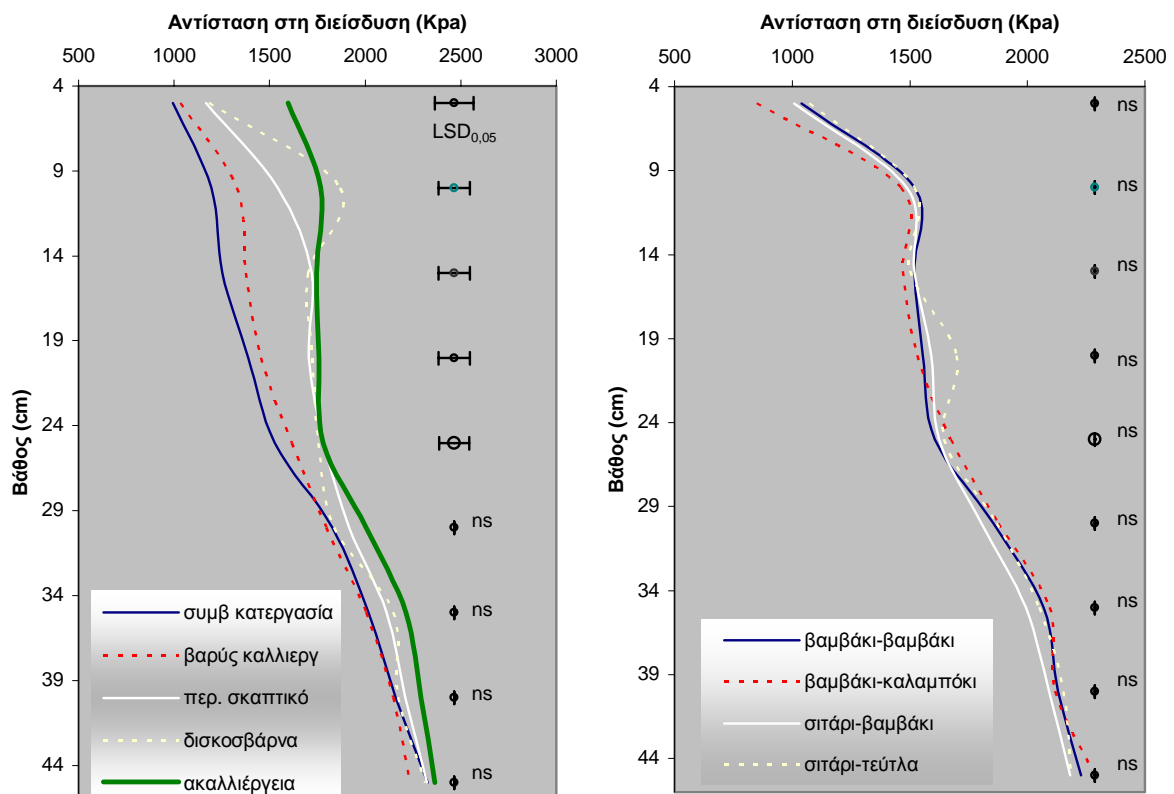 Αντίσταση στη διείσδυση (Kpa)
500 1000 1500 2000 2500 3000
4
9
14
19
24
29
34
39
44
Βάθος (cm)
LSD0,05
ns
ns
ns
ns
συμβ κατεργασία
βαρύς καλλιεργ
περ. σκαπτικό
δισκοσβάρνα
ακαλλιέργεια
Αντίσταση στη διείσδυση (Kpa)
500 1000 1500 2000 2500
4
9
14
19
24
29
34
39
44
Βάθος (cm)
ns
ns
ns
ns
ns
ns
ns
ns
ns
βαμβάκι-βαμβάκι
βαμβάκι-καλαμπόκι
σιτάρι-βαμβάκι
σιτάρι-τεύτλα